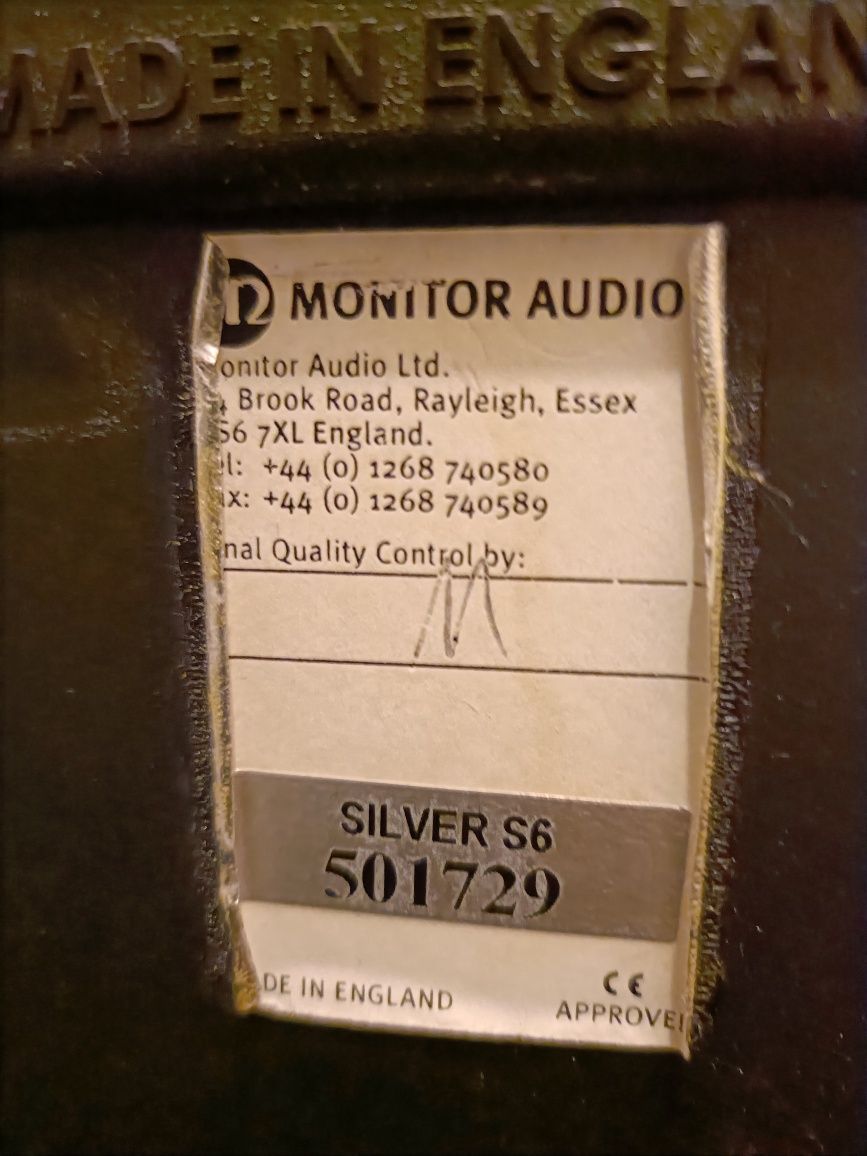 MADE IN ENGLAN
MONITOR AUDIO
onitor Audio Ltd.
4 Brook Road, Rayleigh, Essex
S6 7XL England.
el: +44 (0) 1268 740580
ax: +44 (0) 1268 740589
nal Quality Control by:
M
SILVER S6
501729
DE IN ENGLAND
CE
APPROVE